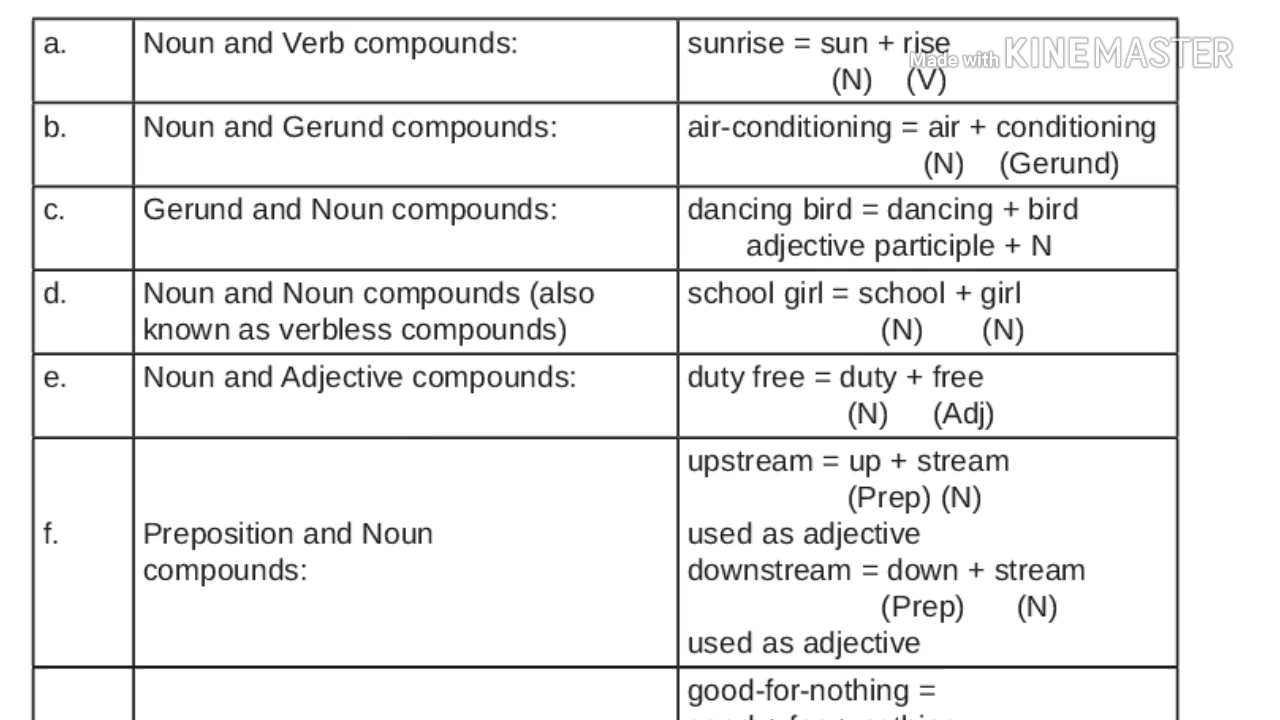 a.
Noun and Verb compounds:
sunrise = sun + rise
(N) (V)
Made with KINEMASTER
b.
Noun and Gerund compounds:
air-conditioning = air + conditioning
(N) (Gerund)
c.
Gerund and Noun compounds:
dancing bird = dancing + bird
adjective participle + N
d.
Noun and Noun compounds (also
known as verbless compounds)
school girl = school + girl
(N) (N)
e.
Noun and Adjective compounds:
duty free = duty + free
(N) (Adj)
f.
Preposition and Noun
compounds:
upstream = up + stream
(Prep) (N)
used as adjective
downstream = down + stream
(Prep) (N)
used as adjective
good-for-nothing =